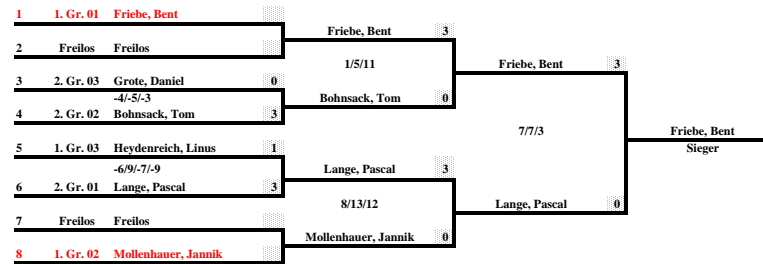 1 1. Gr. 01 Friebe, Bent
2 Freilos Freilos
3 2. Gr. 03 Grote, Daniel 0
-4/-5/-3
4 2. Gr. 02 Bohnsack, Tom 3
5 1. Gr. 03 Heydenreich, Linus 1
-6/9/-7/-9
6 2. Gr. 01 Lange, Pascal 3
7 Freilos Freilos
8 1. Gr. 02 Mollenhauer, Jannik
Friebe, Bent 3
1/5/11
Bohnsack, Tom 0
Lange, Pascal 3
8/13/12
Mollenhauer, Jannik 0
Friebe, Bent 3
7/7/3
Lange, Pascal 0
Friebe, Bent
Sieger